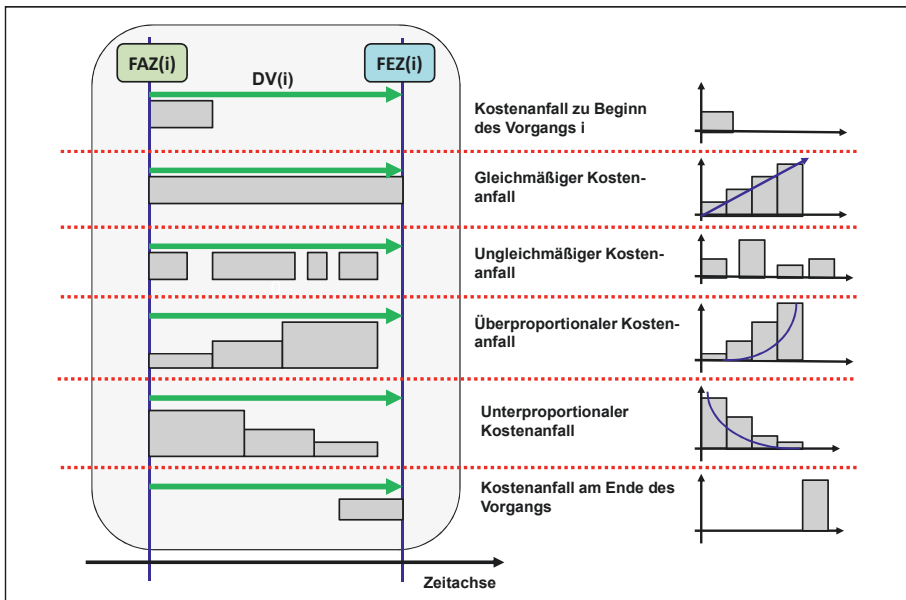 FAZ(i)
FEZ(i)
DV(i)
Kostenanfall zu Beginn
des Vorgangs i
Gleichmäßiger Kosten-
anfall
Ungleichmäßiger Kosten-
anfall
Überproportionaler Kosten-
anfall
Unterproportionaler
Kostenanfall
Kostenanfall am Ende des
Vorgangs
Zeitachse